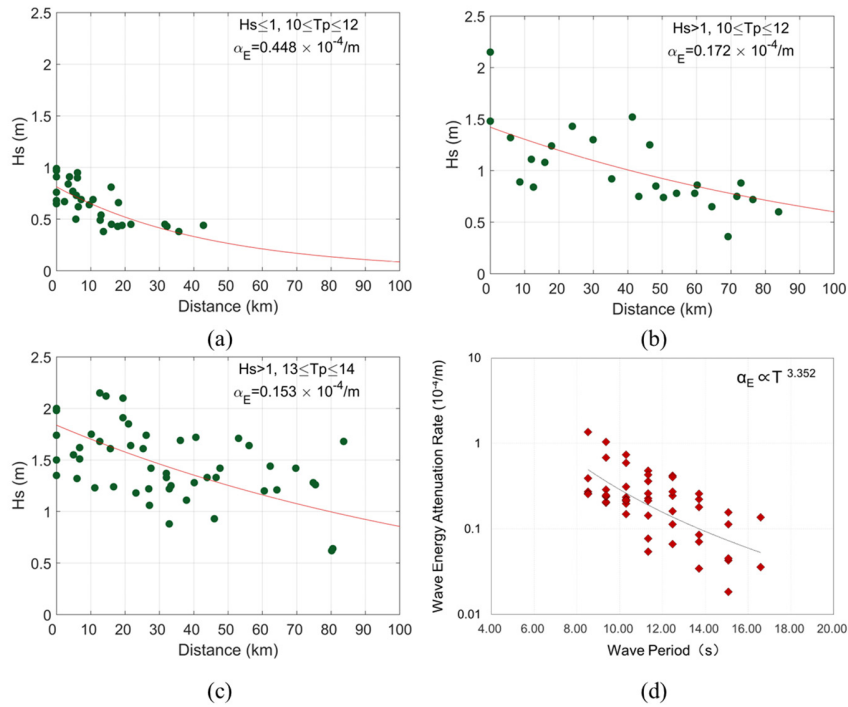 Hs≤1, 10≤Tp≤12
α_E=0.448 × 10⁻⁴/m
2.5
2
1.5
1
0.5
0
Hs (m)
0 10 20 30 40 50 60 70 80 90 100
Distance (km)
(a)
Hs>1, 10≤Tp≤12
α_E=0.172 × 10⁻⁴/m
2.5
2
1.5
1
0.5
0
Hs (m)
0 10 20 30 40 50 60 70 80 90 100
Distance (km)
(b)
Hs>1, 13≤Tp≤14
α_E=0.153 × 10⁻⁴/m
2.5
2
1.5
1
0.5
0
Hs (m)
0 10 20 30 40 50 60 70 80 90 100
Distance (km)
(c)
α_E ∝T ³·³⁵²
10
1
0.1
0.01
Wave Energy Attenuation Rate (10⁻⁴/m)
4.00 6.00 8.00 10.00 12.00 14.00 16.00 18.00 20.00
Wave Period（s）
(d)